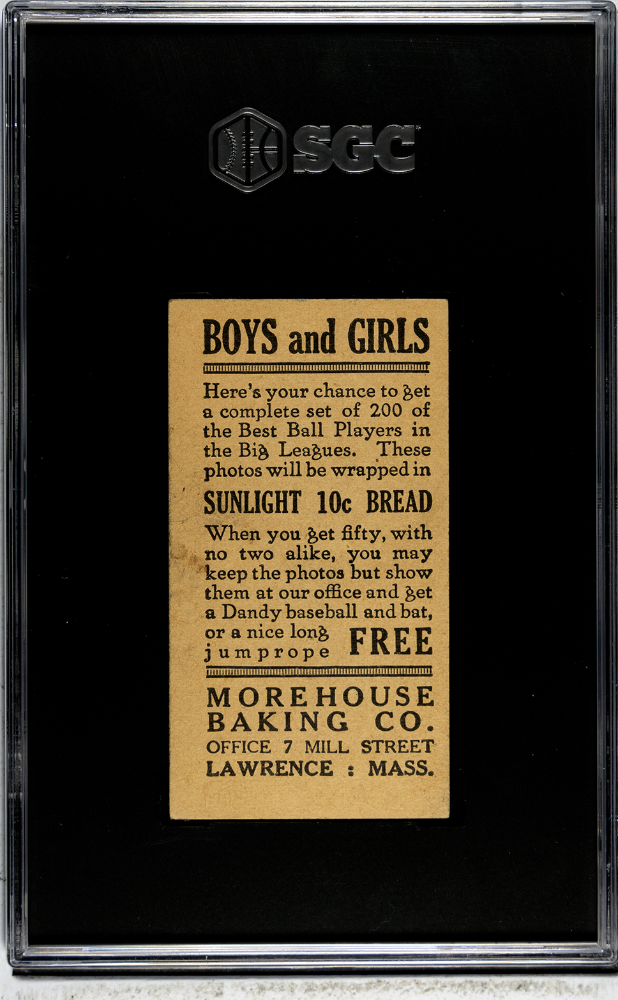 SGC
BOYS and GIRLS
Here's your chance to get
a complete set of 200 of
the Best Ball Players in
the Big Leagues. These
photos will be wrapped in
SUNLIGHT 10c BREAD
When you get fifty, with
no two alike, you may
keep the photos but show
them at our office and get
a Dandy baseball and bat,
or a nice long
jumprope FREE
MOREHOUSE
BAKING CO.
OFFICE 7 MILL STREET
LAWRENCE : MASS.